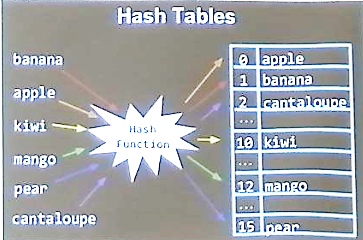 Hash Tables
banana
apple
kiwi
mango
pear
cantaloupe
Hash
Function
0 apple
1 banana
2 cantaloupe
...
10 kiwi
...
12 mango
...
15 pear